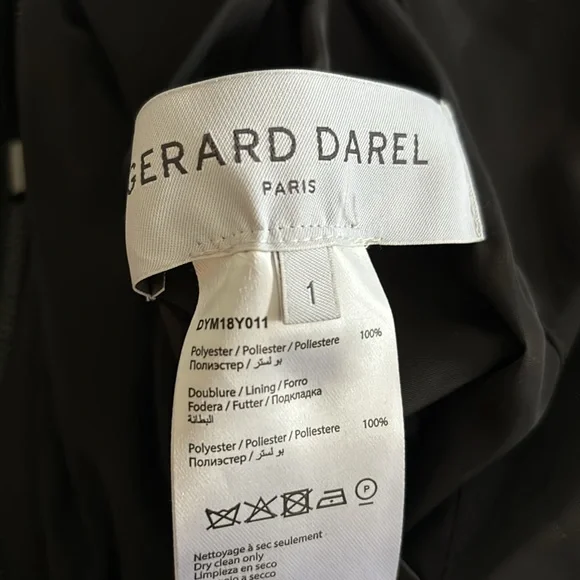 GERARD DAREL
PARIS
1
DYM18Y011
Polyester / Poliester / Poliestere 100%
Полиэстер / بوليستر
Doublure / Lining / Forro
Fodera / Futter / Подкладка
البطانة
Polyester / Poliester / Poliestere 100%
Полиэстер / بوليستر
P
Nettoyage à sec seulement
Dry clean only
Limpieza en seco
a secco